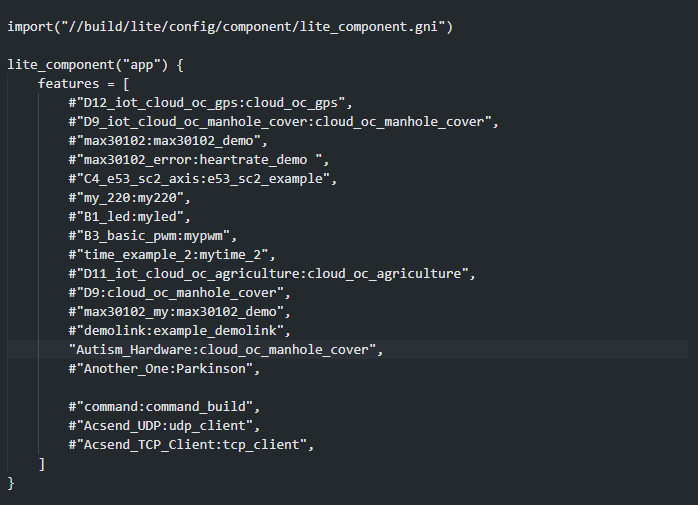 import("//build/lite/config/component/lite_component.gni")
lite_component("app") {
features = [
#"D12_iot_cloud_oc_gps:cloud_oc_gps",
#"D9_iot_cloud_oc_manhole_cover:cloud_oc_manhole_cover",
#"max30102:max30102_demo",
#"max30102_error:heartrate_demo ",
#"C4_e53_sc2_axis:e53_sc2_example",
#"my_220:my220",
#"B1_led:myled",
#"B3_basic_pwm:mypwm",
#"time_example_2:mytime_2",
#"D11_iot_cloud_oc_agriculture:cloud_oc_agriculture",
#"D9:cloud_oc_manhole_cover",
#"max30102_my:max30102_demo",
#"demolink:example_demolink",
"Autism_Hardware:cloud_oc_manhole_cover",
#"Another_One:Parkinson",
#"command:command_build",
#"Acsend_UDP:udp_client",
#"Acsend_TCP_Client:tcp_client",
]
}